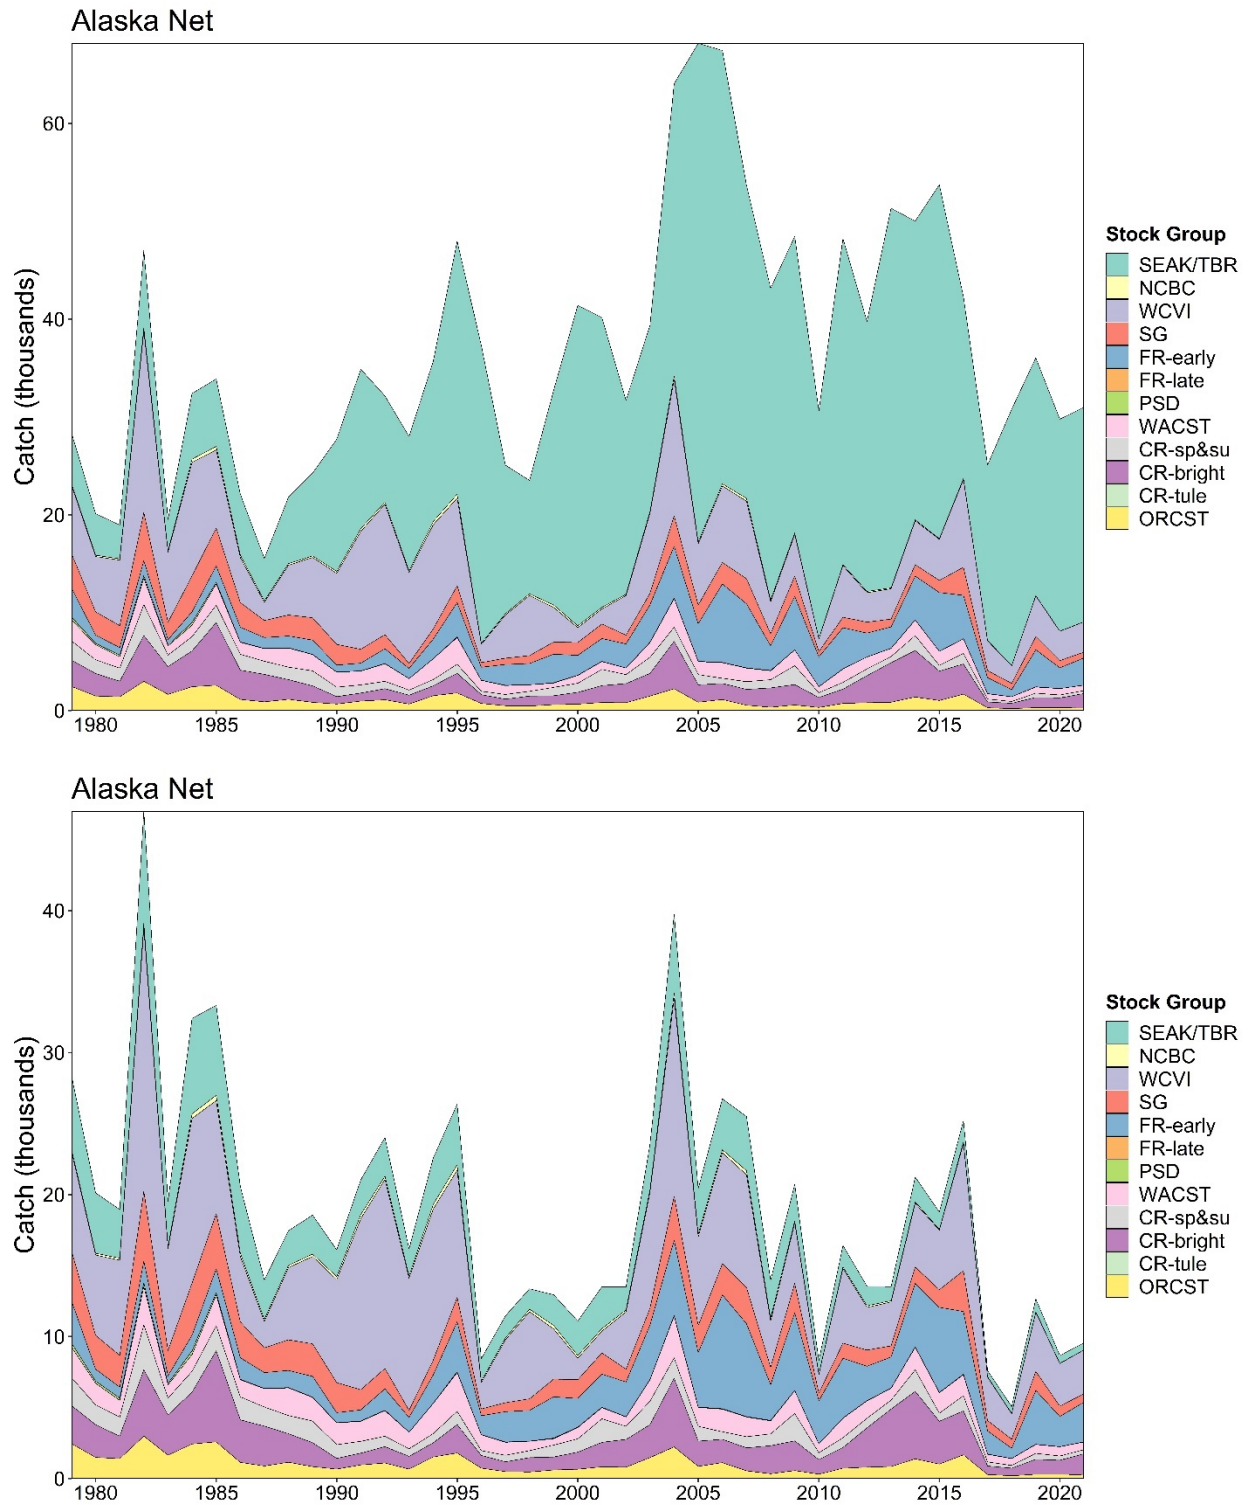 Alaska Net
Catch (thousands)
60
40
20
0
1980 1985 1990 1995 2000 2005 2010 2015 2020
Stock Group
SEAK/TBR
NCBC
WCVI
SG
FR-early
FR-late
PSD
WACST
CR-sp&su
CR-bright
CR-tule
ORCST
Alaska Net
Catch (thousands)
40
30
20
10
0
1980 1985 1990 1995 2000 2005 2010 2015 2020
Stock Group
SEAK/TBR
NCBC
WCVI
SG
FR-early
FR-late
PSD
WACST
CR-sp&su
CR-bright
CR-tule
ORCST